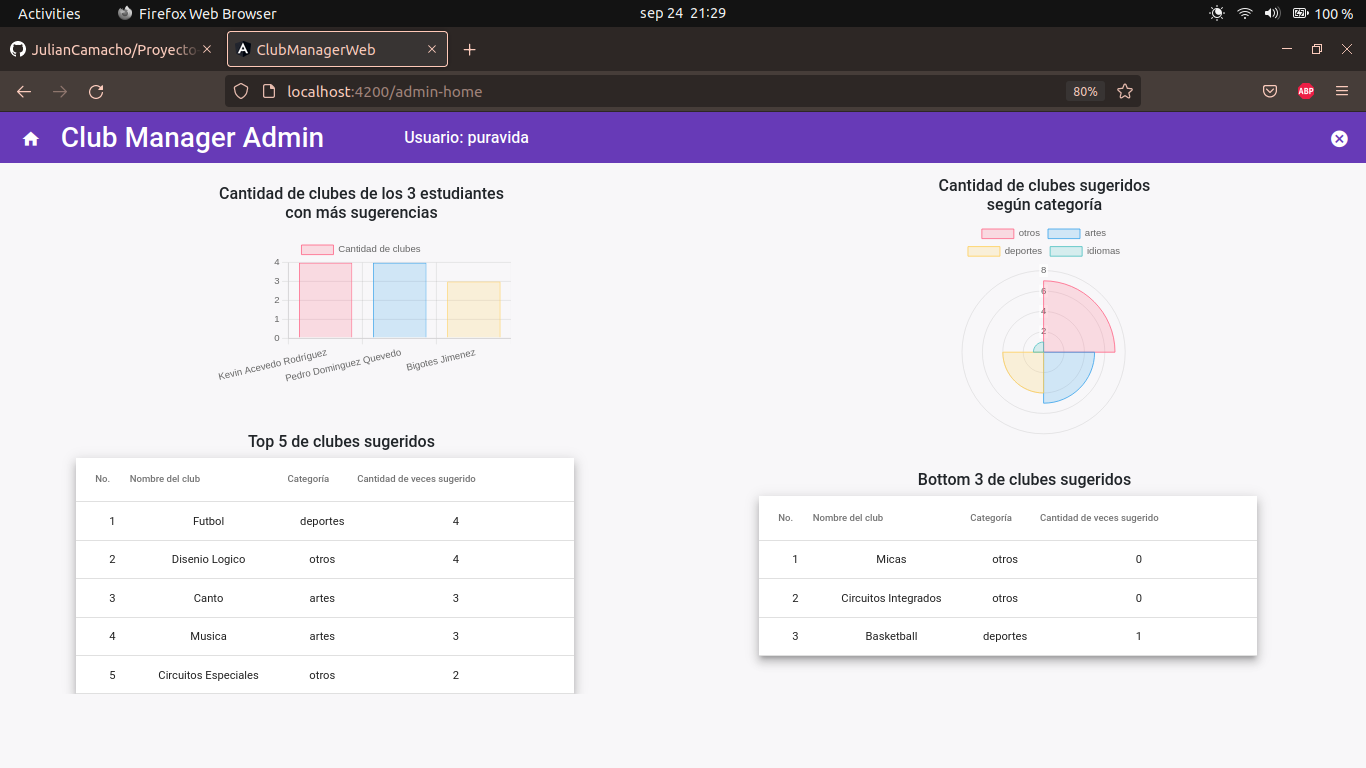 Activities Firefox Web Browser sep 24 21:29 100 %
JulianCamacho/Proyecto ClubManagerWeb
localhost:4200/admin-home 80% ABP
Club Manager Admin Usuario: puravida
Cantidad de clubes de los 3 estudiantes
con más sugerencias
Cantidad de clubes
4
3
2
1
0
Kevin Acevedo Rodríguez Pedro Dominguez Quevedo Bigotes Jimenez
Cantidad de clubes sugeridos
según categoría
otros artes
deportes idiomas
8
6
4
2
Top 5 de clubes sugeridos
No. Nombre del club Categoría Cantidad de veces sugerido
1 Futbol deportes 4
2 Disenio Logico otros 4
3 Canto artes 3
4 Musica artes 3
5 Circuitos Especiales otros 2
Bottom 3 de clubes sugeridos
No. Nombre del club Categoría Cantidad de veces sugerido
1 Micas otros 0
2 Circuitos Integrados otros 0
3 Basketball deportes 1